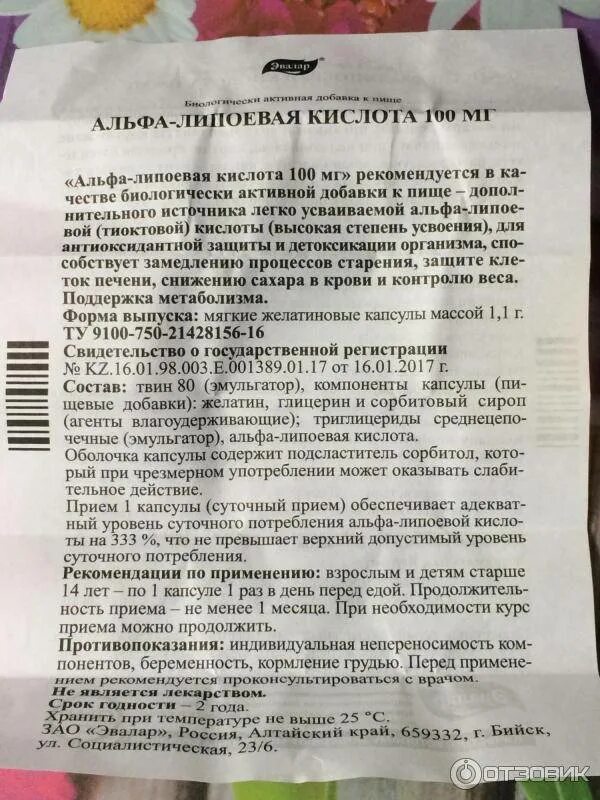 Эвалар®
Биологически активная добавка к пище
АЛЬФА-ЛИПОЕВАЯ КИСЛОТА 100 МГ
«Альфа-липоевая кислота 100 мг» рекомендуется в ка-
честве биологически активной добавки к пище – допол-
нительного источника легко усваиваемой альфа-липое-
вой (тиоктовой) кислоты (высокая степень усвоения), для
антиоксидантной защиты и детоксикации организма, спо-
собствует замедлению процессов старения, защите кле-
ток печени, снижению сахара в крови и контролю веса.
Поддержка метаболизма.
Форма выпуска: мягкие желатиновые капсулы массой 1,1 г.
ТУ 9100-750-21428156-16
Свидетельство о государственной регистрации
№ KZ.16.01.98.003.E.001389.01.17 от 16.01.2017 г.
Состав: твин 80 (эмульгатор), компоненты капсулы (пи-
щевые добавки): желатин, глицерин и сорбитовый сироп
(агенты влагоудерживающие); триглицериды среднецепо-
чечные (эмульгатор), альфа-липоевая кислота.
Оболочка капсулы содержит подсластитель сорбитол, кото-
рый при чрезмерном употреблении может оказывать слаби-
тельное действие.
Прием 1 капсулы (суточный прием) обеспечивает адекват-
ный уровень суточного потребления альфа-липоевой кисло-
ты на 333 %, что не превышает верхний допустимый уровень
суточного потребления.
Рекомендации по применению: взрослым и детям старше
14 лет – по 1 капсуле 1 раз в день перед едой. Продолжитель-
ность приема – не менее 1 месяца. При необходимости курс
приема можно продолжить.
Противопоказания: индивидуальная непереносимость ком-
понентов, беременность, кормление грудью. Перед примене-
нием рекомендуется проконсультироваться с врачом.
Не является лекарством.
Срок годности – 2 года.
Хранить при температуре не выше 25 °С.
ЗАО «Эвалар», Россия, Алтайский край, 659332, г. Бийск,
ул. Социалистическая, 23/6.
ОТЗОВИК